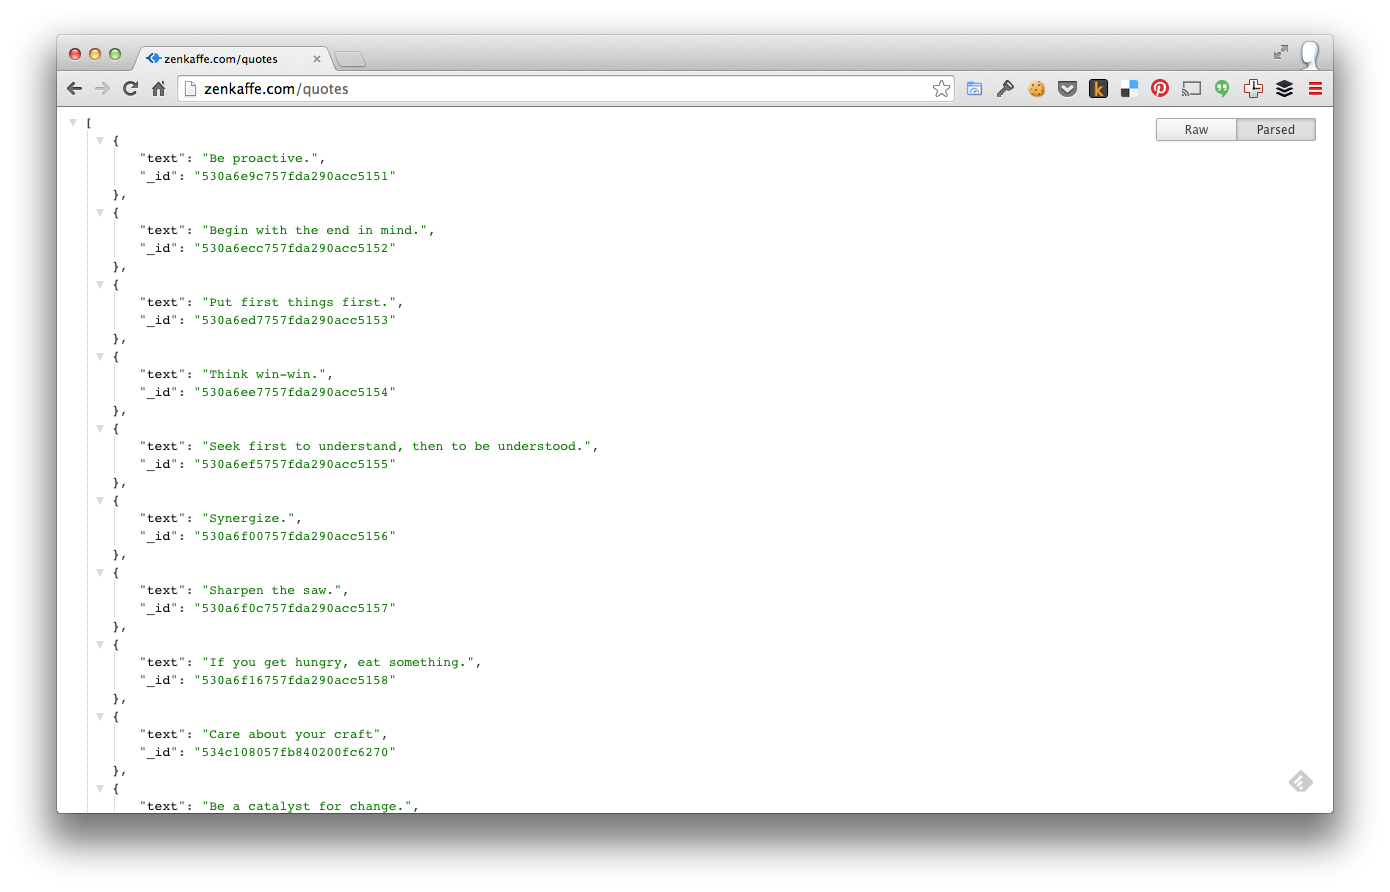 zenkaffe.com/quotes
zenkaffe.com/quotes
Raw Parsed
[
{
"text": "Be proactive.",
"_id": "530a6e9c757fda290acc5151"
},
{
"text": "Begin with the end in mind.",
"_id": "530a6ecc757fda290acc5152"
},
{
"text": "Put first things first.",
"_id": "530a6ed7757fda290acc5153"
},
{
"text": "Think win-win.",
"_id": "530a6ee7757fda290acc5154"
},
{
"text": "Seek first to understand, then to be understood.",
"_id": "530a6ef5757fda290acc5155"
},
{
"text": "Synergize.",
"_id": "530a6f00757fda290acc5156"
},
{
"text": "Sharpen the saw.",
"_id": "530a6f0c757fda290acc5157"
},
{
"text": "If you get hungry, eat something.",
"_id": "530a6f16757fda290acc5158"
},
{
"text": "Care about your craft",
"_id": "534c108057fb840200fc6270"
},
{
"text": "Be a catalyst for change.",